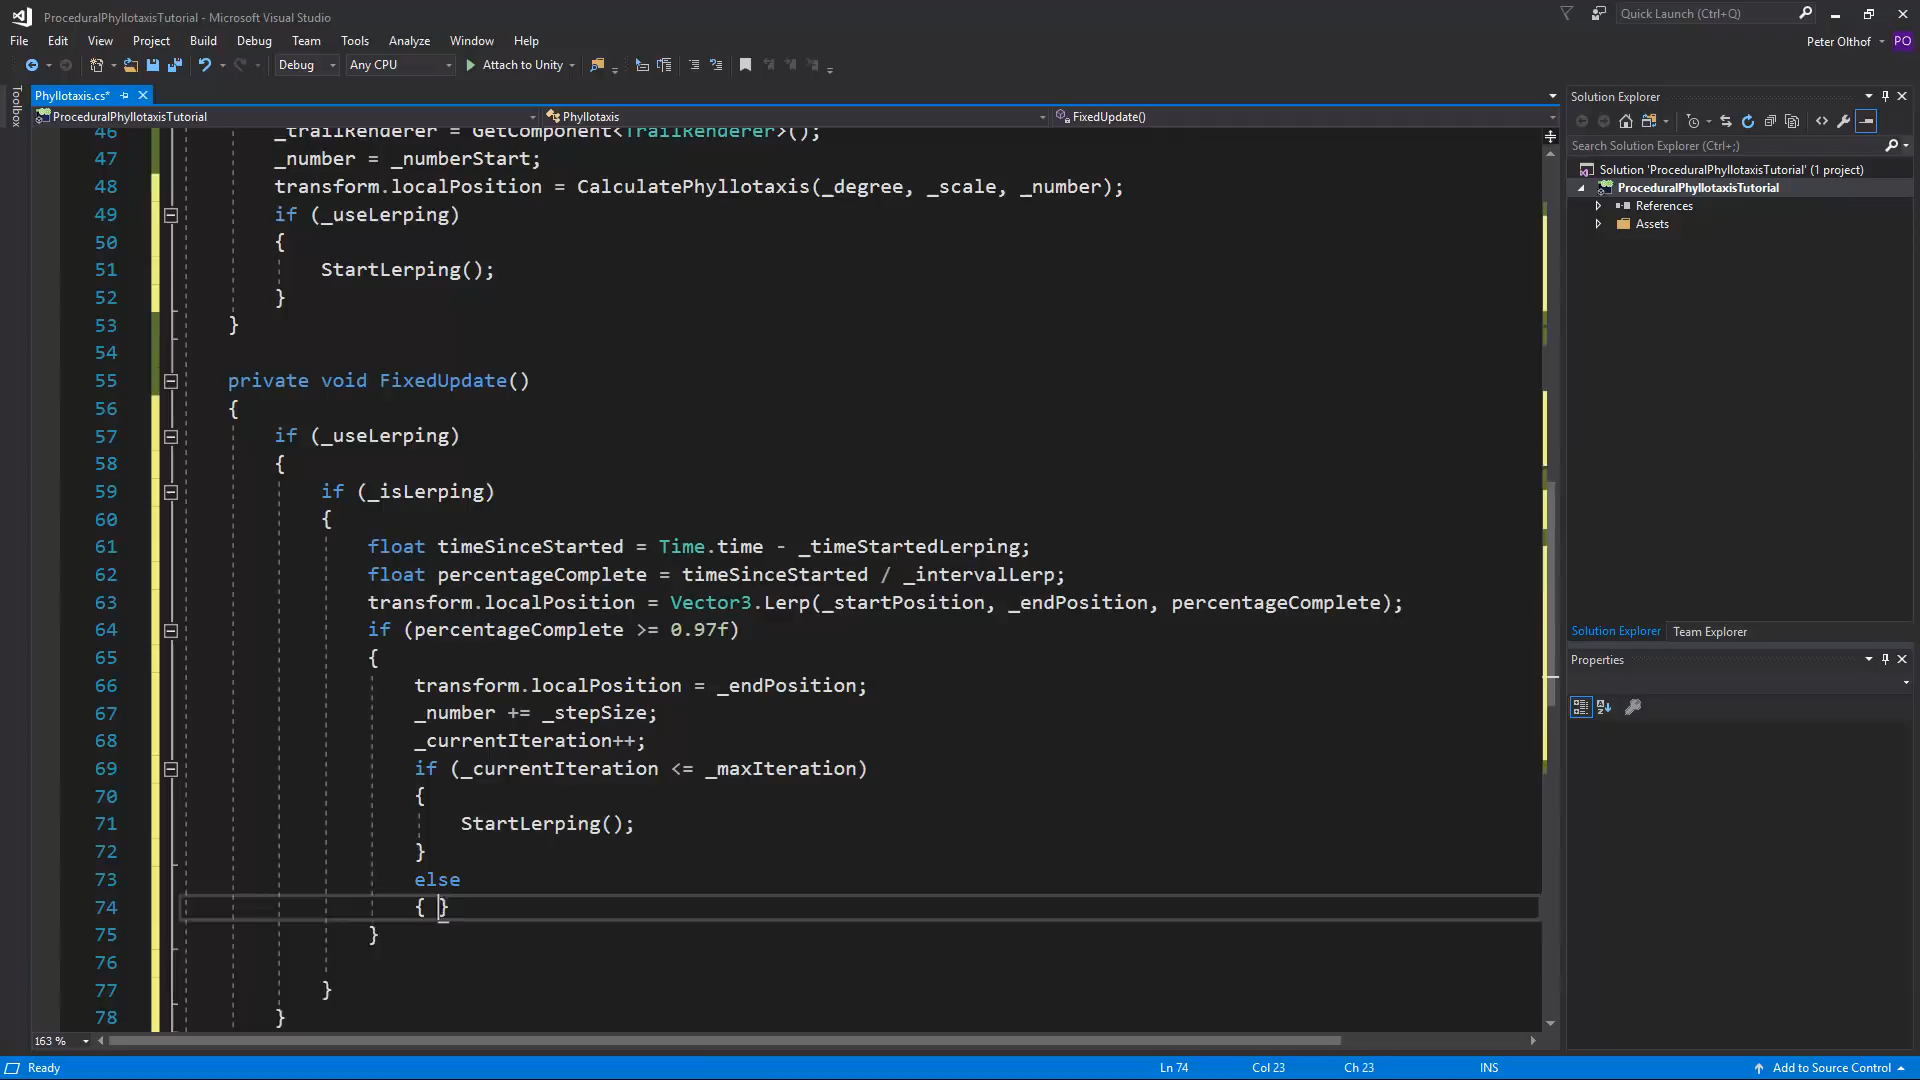 ProceduralPhyllotaxisTutorial - Microsoft Visual Studio
Quick Launch (Ctrl+Q)
File Edit View Project Build Debug Team Tools Analyze Window Help
Peter Olthof PO
Debug Any CPU Attach to Unity
Toolbox
Phyllotaxis.cs*
ProceduralPhyllotaxisTutorial Phyllotaxis FixedUpdate()
46 _trailRenderer = GetComponent<TrailRenderer>();
47 _number = _numberStart;
48 transform.localPosition = CalculatePhyllotaxis(_degree, _scale, _number);
49 if (_useLerping)
50 {
51 StartLerping();
52 }
53 }
54
55 private void FixedUpdate()
56 {
57 if (_useLerping)
58 {
59 if (_isLerping)
60 {
61 float timeSinceStarted = Time.time - _timeStartedLerping;
62 float percentageComplete = timeSinceStarted / _intervalLerp;
63 transform.localPosition = Vector3.Lerp(_startPosition, _endPosition, percentageComplete);
64 if (percentageComplete >= 0.97f)
65 {
66 transform.localPosition = _endPosition;
67 _number += _stepSize;
68 _currentIteration++;
69 if (_currentIteration <= _maxIteration)
70 {
71 StartLerping();
72 }
73 else
74 { }
75 }
76
77 }
78 }
163 %
Solution Explorer
Search Solution Explorer (Ctrl+;)
Solution 'ProceduralPhyllotaxisTutorial' (1 project)
ProceduralPhyllotaxisTutorial
References
Assets
Solution Explorer Team Explorer
Properties
Ready Ln 74 Col 23 Ch 23 INS Add to Source Control